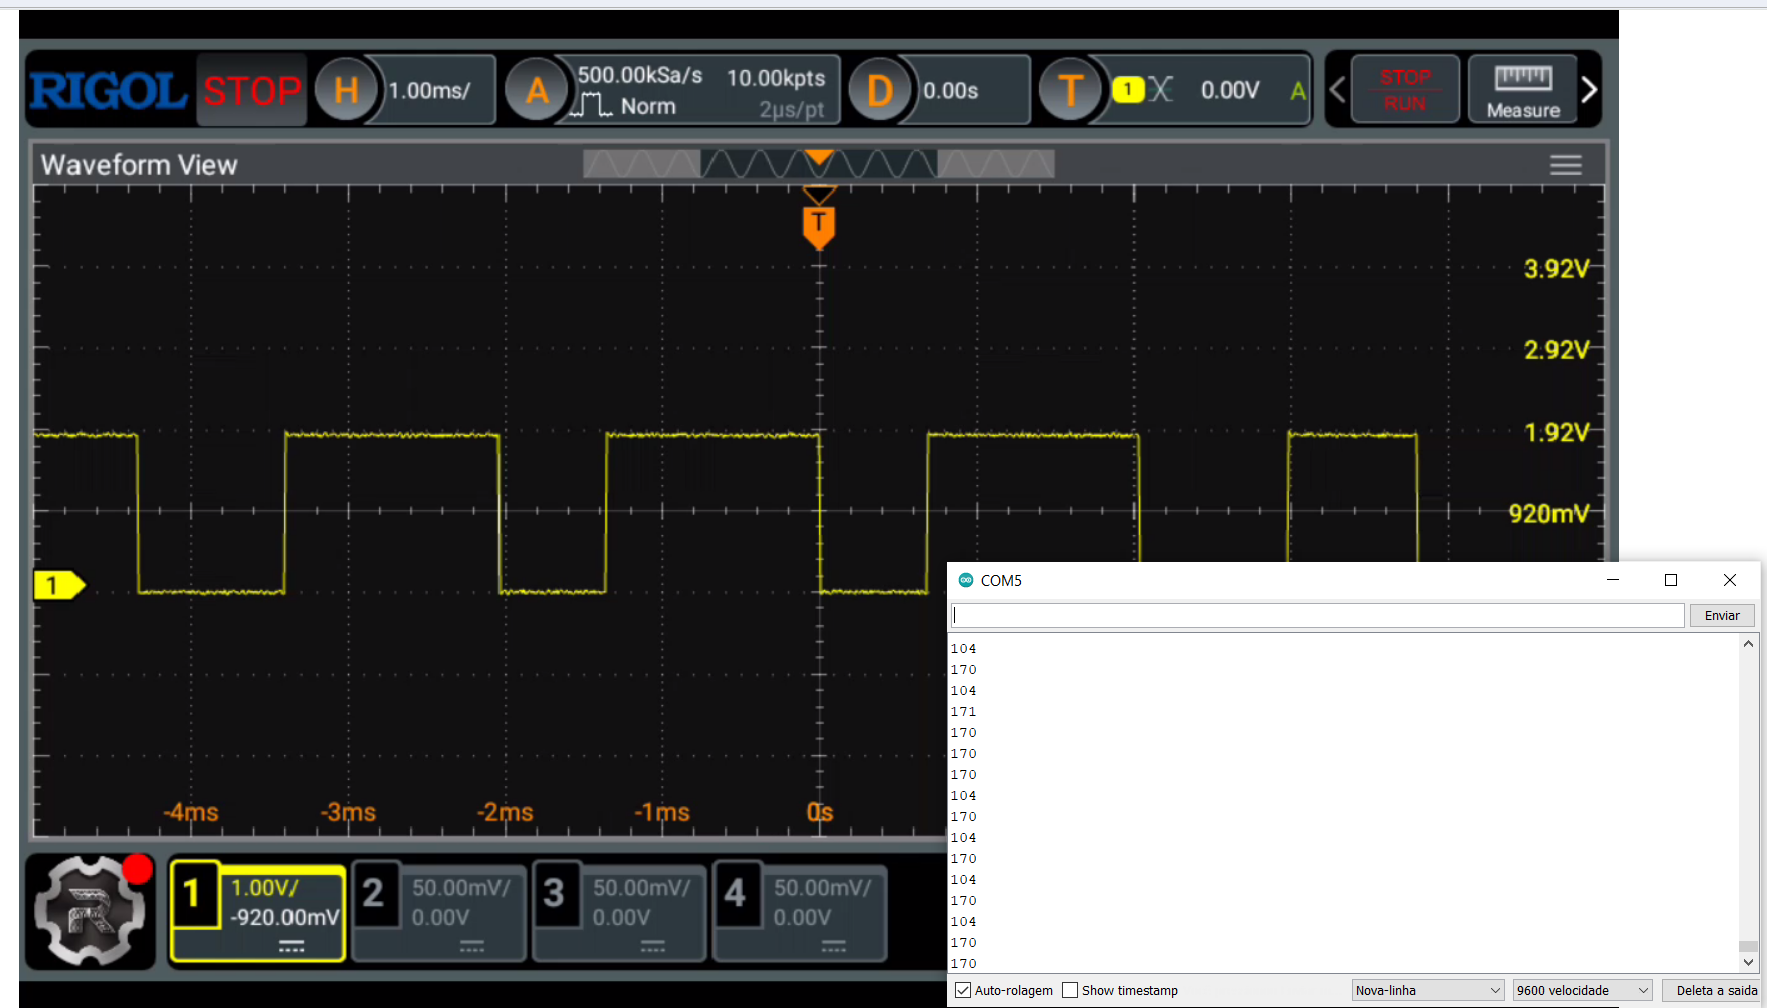 RIGOL STOP H 1.00ms/ A 500.00kSa/s 10.00kpts D 0.00s T 1 0.00V A STOP
Norm 2µs/pt RUN Measure
Waveform View
T
3.92V
2.92V
1.92V
920mV
1
-4ms -3ms -2ms -1ms 0s
1 1.00V/ 2 50.00mV/ 3 50.00mV/ 4 50.00mV/
-920.00mV 0.00V 0.00V 0.00V
R
COM5
Enviar
104
170
104
171
170
170
170
104
170
104
170
104
170
104
170
170
Auto-rolagem Show timestamp Nova-linha 9600 velocidade Deleta a saida